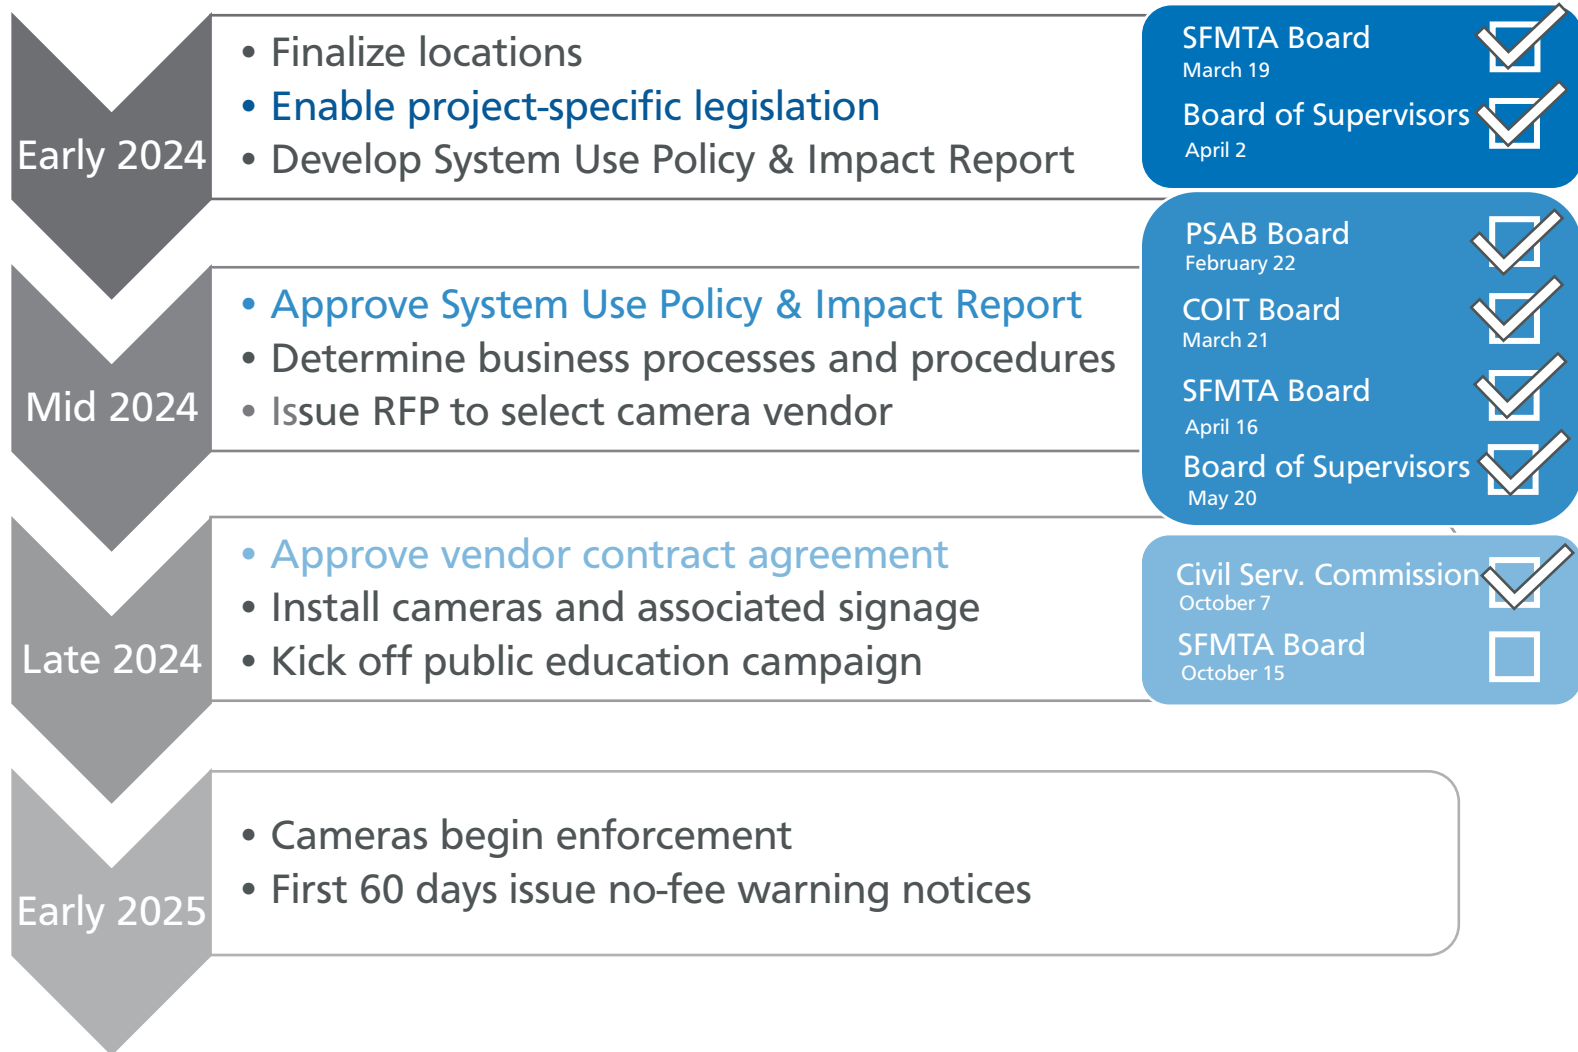 Early 2024
• Finalize locations
• Enable project-specific legislation
• Develop System Use Policy & Impact Report
SFMTA Board
March 19
Board of Supervisors
April 2
Mid 2024
• Approve System Use Policy & Impact Report
• Determine business processes and procedures
• Issue RFP to select camera vendor
PSAB Board
February 22
COIT Board
March 21
SFMTA Board
April 16
Board of Supervisors
May 20
Late 2024
• Approve vendor contract agreement
• Install cameras and associated signage
• Kick off public education campaign
Civil Serv. Commission
October 7
SFMTA Board
October 15
Early 2025
• Cameras begin enforcement
• First 60 days issue no-fee warning notices